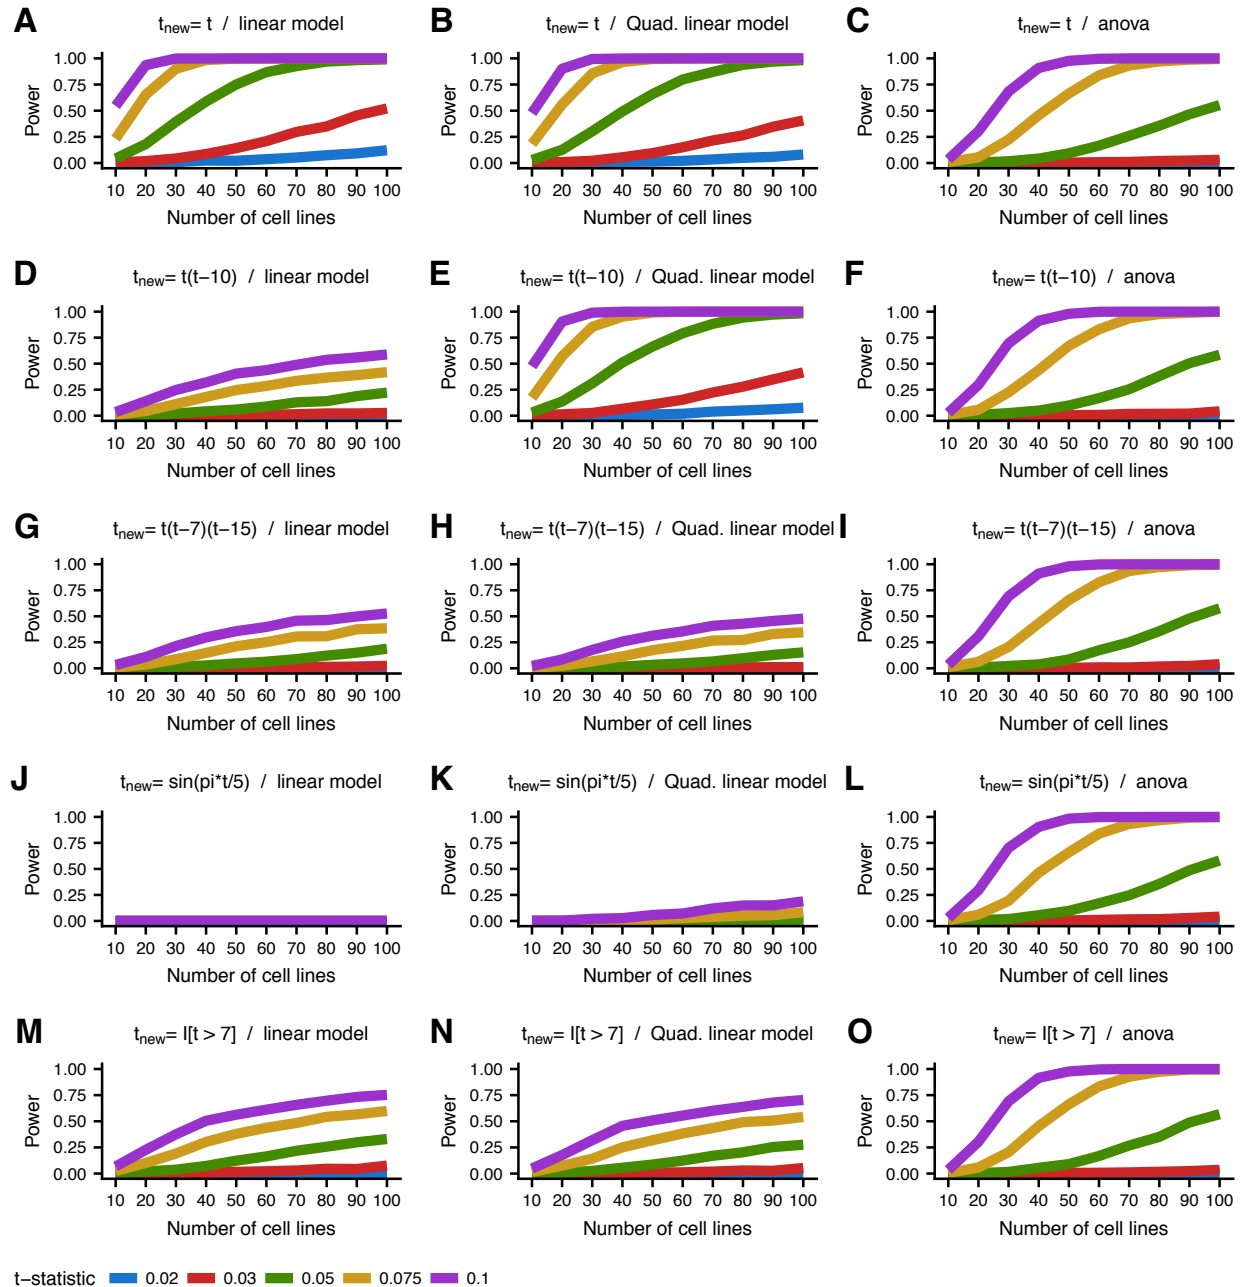 A
t_new= t / linear model
1.00
0.75
0.50
0.25
0.00
Power
10 20 30 40 50 60 70 80 90 100
Number of cell lines
B
t_new= t / Quad. linear model
1.00
0.75
0.50
0.25
0.00
Power
10 20 30 40 50 60 70 80 90 100
Number of cell lines
C
t_new= t / anova
1.00
0.75
0.50
0.25
0.00
Power
10 20 30 40 50 60 70 80 90 100
Number of cell lines
D
t_new= t(t−10) / linear model
1.00
0.75
0.50
0.25
0.00
Power
10 20 30 40 50 60 70 80 90 100
Number of cell lines
E
t_new= t(t−10) / Quad. linear model
1.00
0.75
0.50
0.25
0.00
Power
10 20 30 40 50 60 70 80 90 100
Number of cell lines
F
t_new= t(t−10) / anova
1.00
0.75
0.50
0.25
0.00
Power
10 20 30 40 50 60 70 80 90 100
Number of cell lines
G
t_new= t(t−7)(t−15) / linear model
1.00
0.75
0.50
0.25
0.00
Power
10 20 30 40 50 60 70 80 90 100
Number of cell lines
H
t_new= t(t−7)(t−15) / Quad. linear model
1.00
0.75
0.50
0.25
0.00
Power
10 20 30 40 50 60 70 80 90 100
Number of cell lines
I
t_new= t(t−7)(t−15) / anova
1.00
0.75
0.50
0.25
0.00
Power
10 20 30 40 50 60 70 80 90 100
Number of cell lines
J
t_new= sin(pi*t/5) / linear model
1.00
0.75
0.50
0.25
0.00
Power
10 20 30 40 50 60 70 80 90 100
Number of cell lines
K
t_new= sin(pi*t/5) / Quad. linear model
1.00
0.75
0.50
0.25
0.00
Power
10 20 30 40 50 60 70 80 90 100
Number of cell lines
L
t_new= sin(pi*t/5) / anova
1.00
0.75
0.50
0.25
0.00
Power
10 20 30 40 50 60 70 80 90 100
Number of cell lines
M
t_new= I[t > 7] / linear model
1.00
0.75
0.50
0.25
0.00
Power
10 20 30 40 50 60 70 80 90 100
Number of cell lines
N
t_new= I[t > 7] / Quad. linear model
1.00
0.75
0.50
0.25
0.00
Power
10 20 30 40 50 60 70 80 90 100
Number of cell lines
O
t_new= I[t > 7] / anova
1.00
0.75
0.50
0.25
0.00
Power
10 20 30 40 50 60 70 80 90 100
Number of cell lines
t−statistic 0.02 0.03 0.05 0.075 0.1